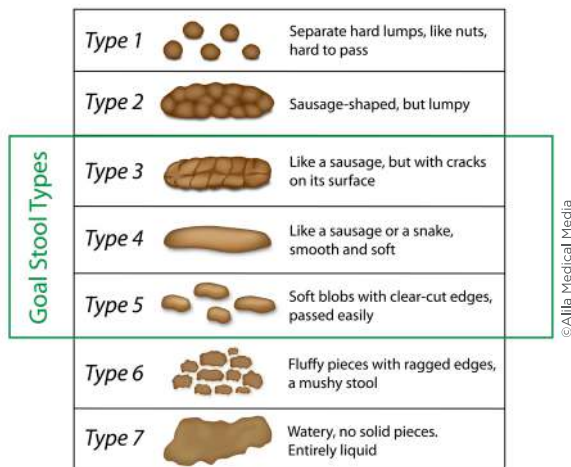 Type 1
Separate hard lumps, like nuts,
hard to pass
Type 2
Sausage-shaped, but lumpy
Goal Stool Types
Type 3
Like a sausage, but with cracks
on its surface
Type 4
Like a sausage or a snake,
smooth and soft
Type 5
Soft blobs with clear-cut edges,
passed easily
Type 6
Fluffy pieces with ragged edges,
a mushy stool
Type 7
Watery, no solid pieces.
Entirely liquid
©Alila Medical Media